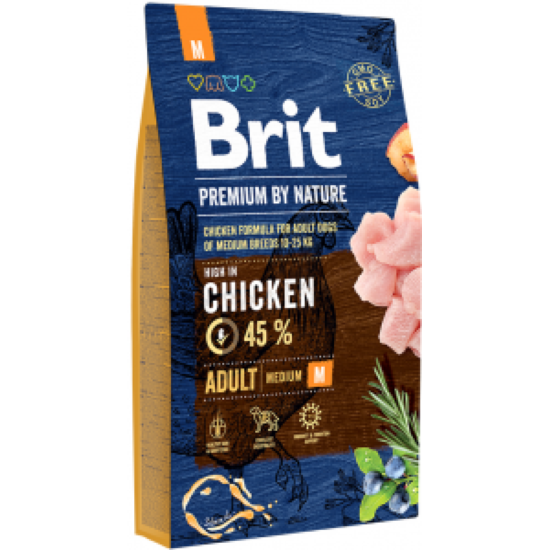 M
GMO
FREE
SOY
Brit
PREMIUM BY NATURE
CHICKEN FORMULA FOR ADULT DOGS
OF MEDIUM BREEDS 10-25 KG
HIGH IN
CHICKEN
45 %
ADULT MEDIUM M